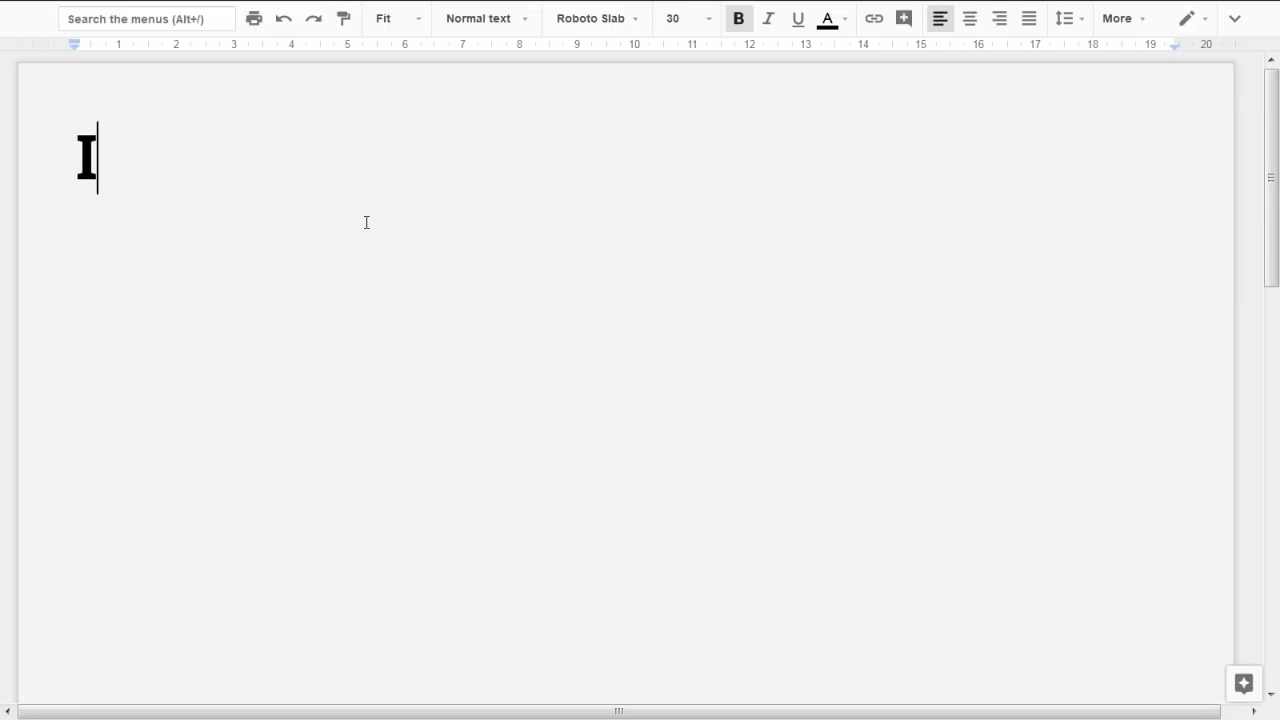 Search the menus (Alt+/) Fit Normal text Roboto Slab 30 B I U A More
1 2 3 4 5 6 7 8 9 10 11 12 13 14 15 16 17 18 19 20
I